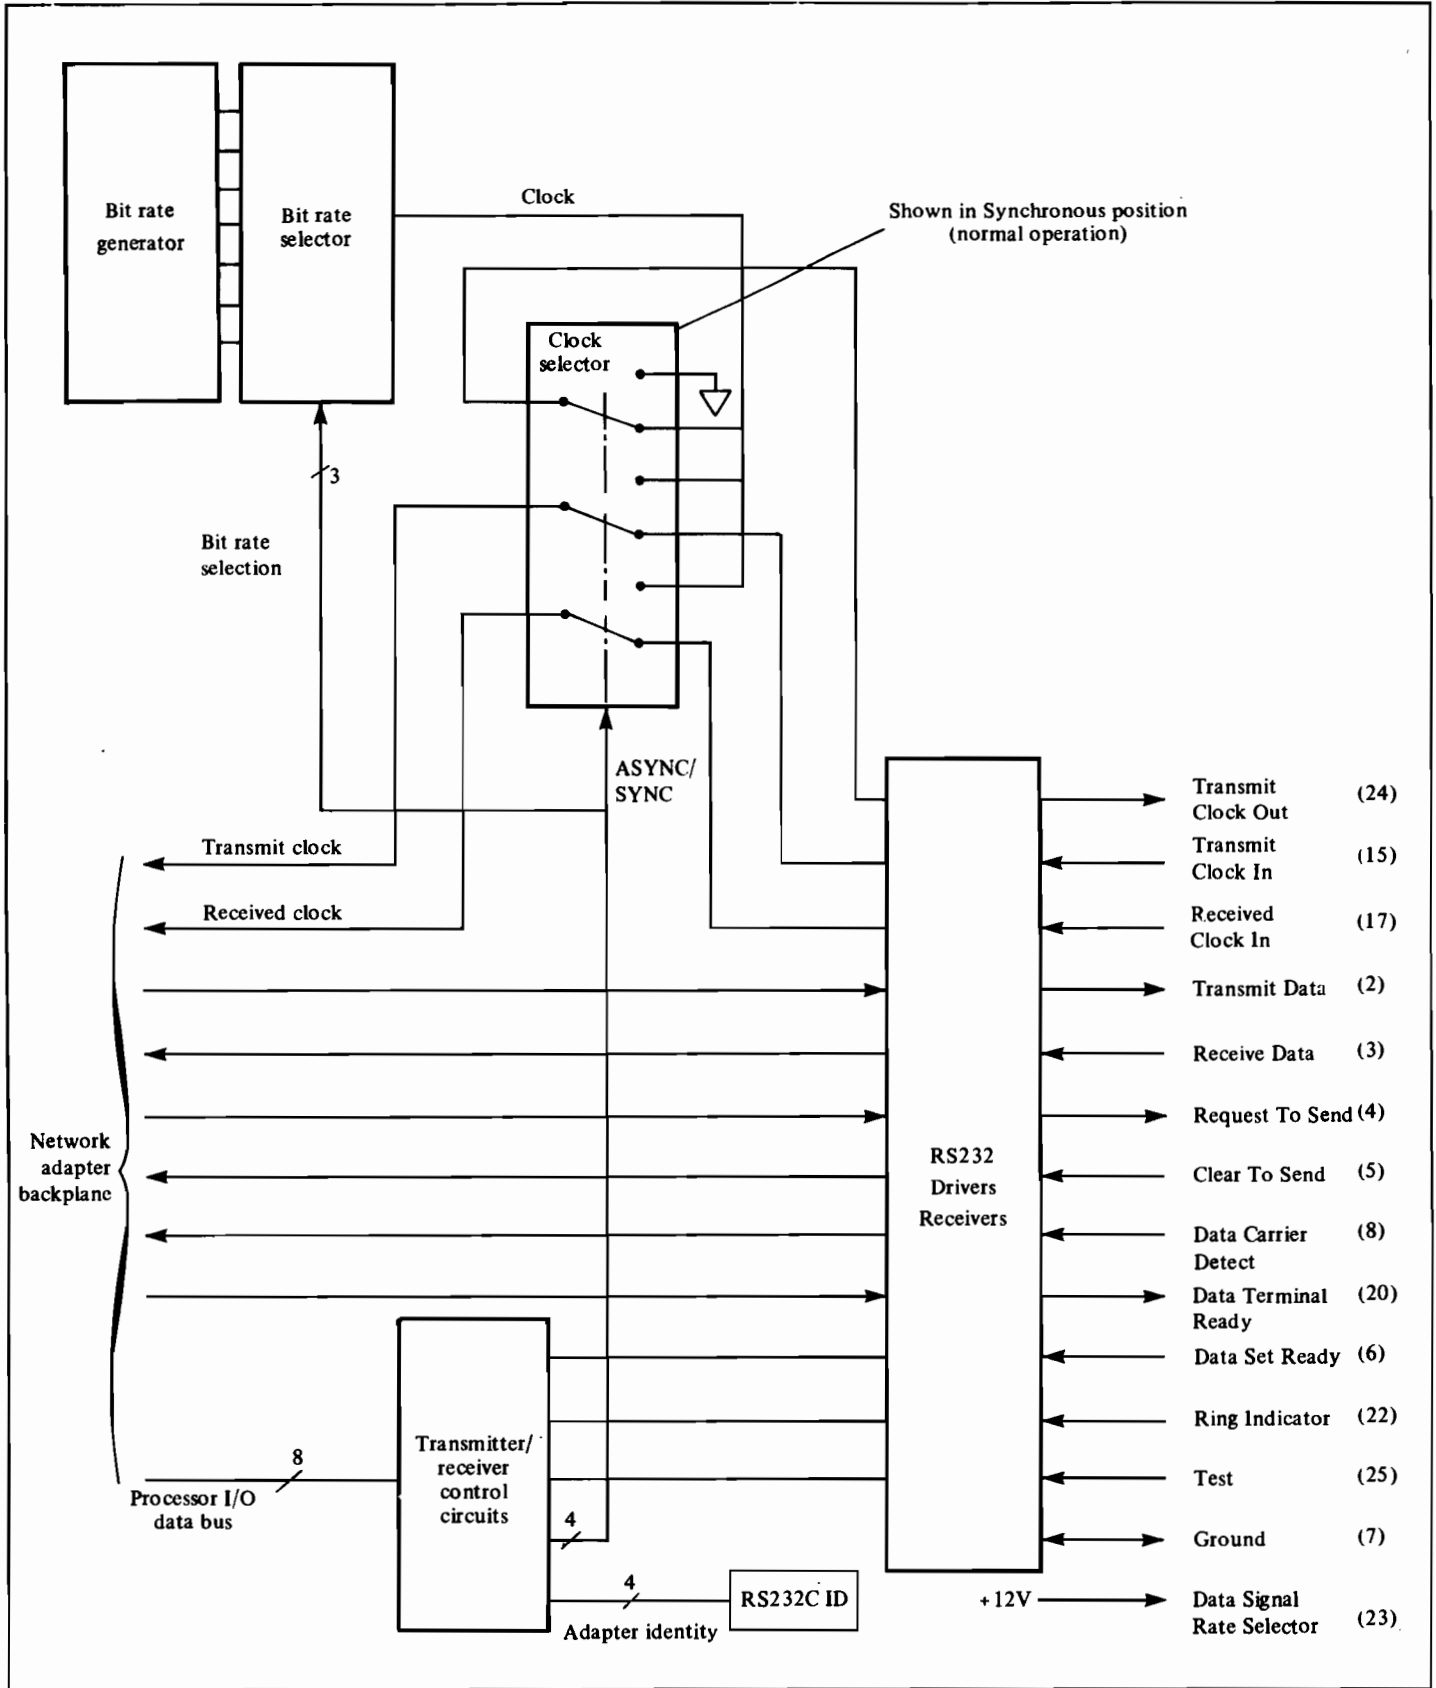 Bit rate
generator
Bit rate
selector
Clock
Shown in Synchronous position
(normal operation)
Clock
selector
3
Bit rate
selection
ASYNC/
SYNC
Transmit clock
Received clock
Network
adapter
backplane
RS232
Drivers
Receivers
Transmit
Clock Out (24)
Transmit
Clock In (15)
Received
Clock In (17)
Transmit Data (2)
Receive Data (3)
Request To Send (4)
Clear To Send (5)
Data Carrier
Detect (8)
Data Terminal
Ready (20)
Data Set Ready (6)
Ring Indicator (22)
Test (25)
Ground (7)
+12V
Data Signal
Rate Selector (23)
8
Processor I/O
data bus
Transmitter/
receiver
control
circuits
4
4
RS232C ID
Adapter identity